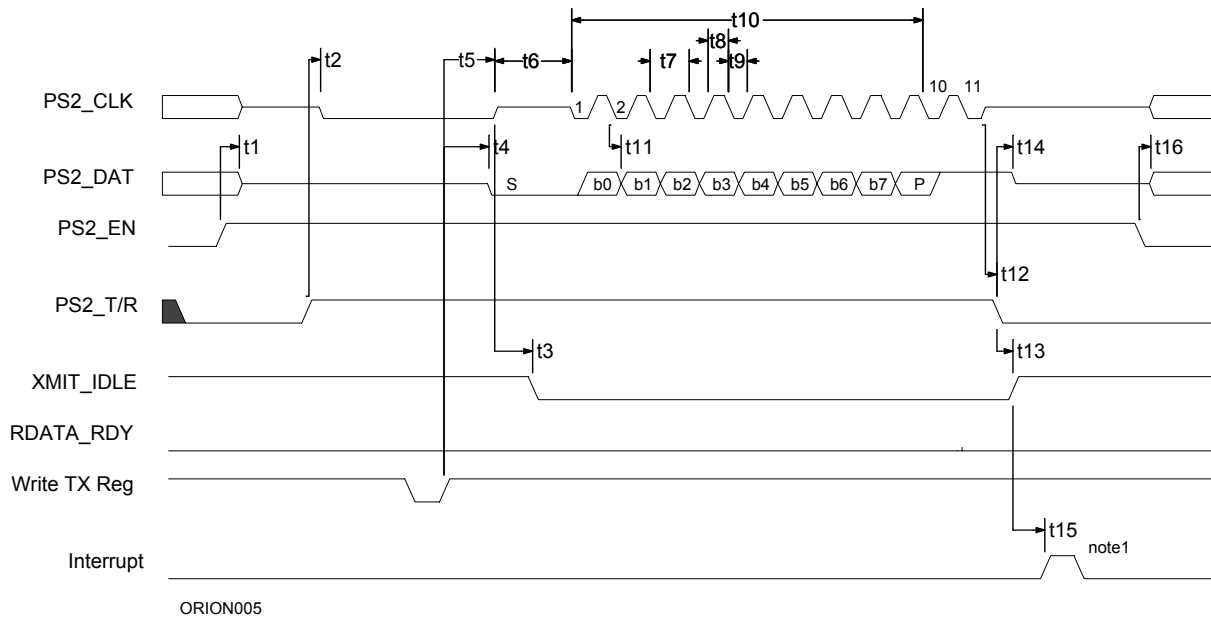 t10
t8
t2 t5 t6 t7 t9
PS2_CLK 1 2 10 11
t1 t4 t11 t14 t16
PS2_DAT S b0 b1 b2 b3 b4 b5 b6 b7 P
PS2_EN
t12
PS2_T/R
t3 t13
XMIT_IDLE
RDATA_RDY
Write TX Reg
t15
Interrupt note1
ORION005